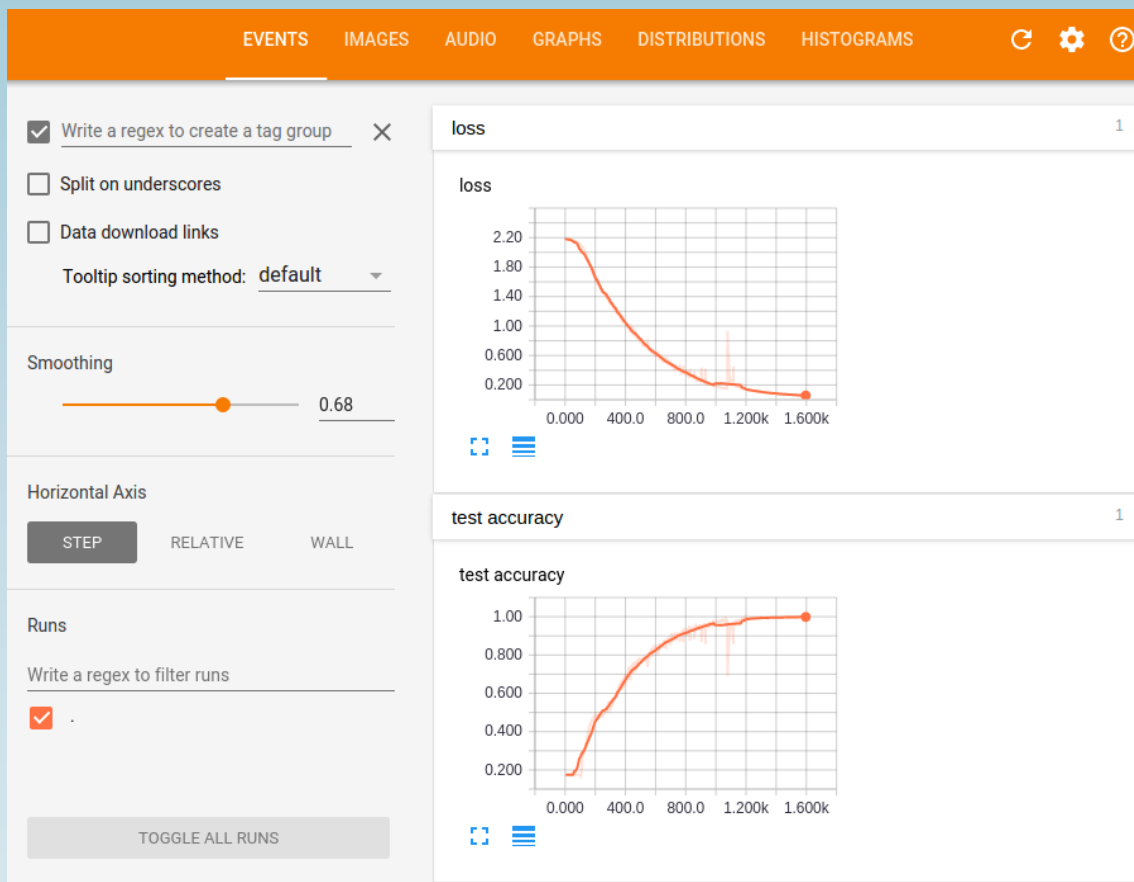 EVENTS IMAGES AUDIO GRAPHS DISTRIBUTIONS HISTOGRAMS
Write a regex to create a tag group
Split on underscores
Data download links
Tooltip sorting method: default
Smoothing
0.68
Horizontal Axis
STEP RELATIVE WALL
Runs
Write a regex to filter runs
.
TOGGLE ALL RUNS
loss 1
loss
2.20
1.80
1.40
1.00
0.600
0.200
0.000 400.0 800.0 1.200k 1.600k
test accuracy 1
test accuracy
1.00
0.800
0.600
0.400
0.200
0.000 400.0 800.0 1.200k 1.600k